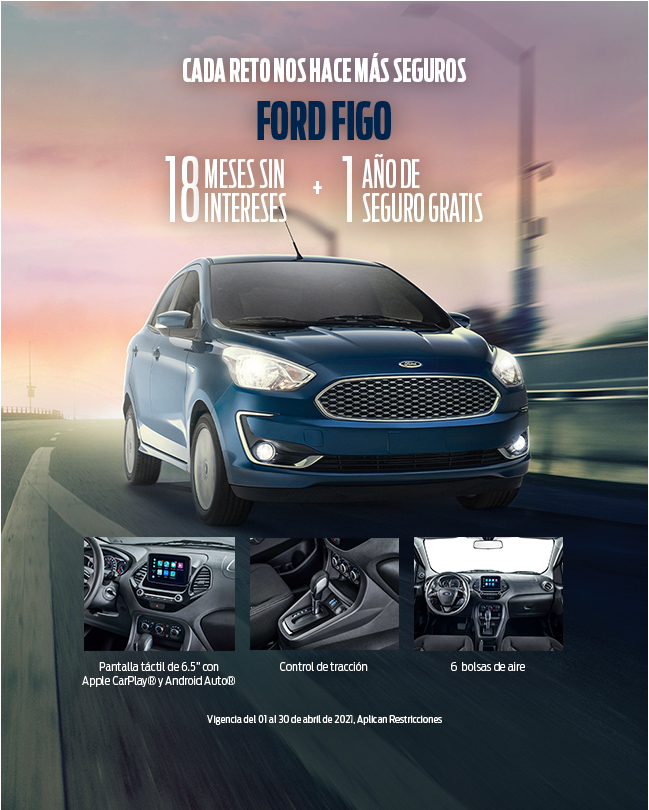 CADA RETO NOS HACE MÁS SEGUROS
FORD FIGO
18 MESES SIN INTERESES + 1 AÑO DE SEGURO GRATIS
Ford
Pantalla táctil de 6.5" con
Apple CarPlay® y Android Auto®
Control de tracción
6 bolsas de aire
Vigencia del 01 al 30 de abril de 2021, Aplican Restricciones